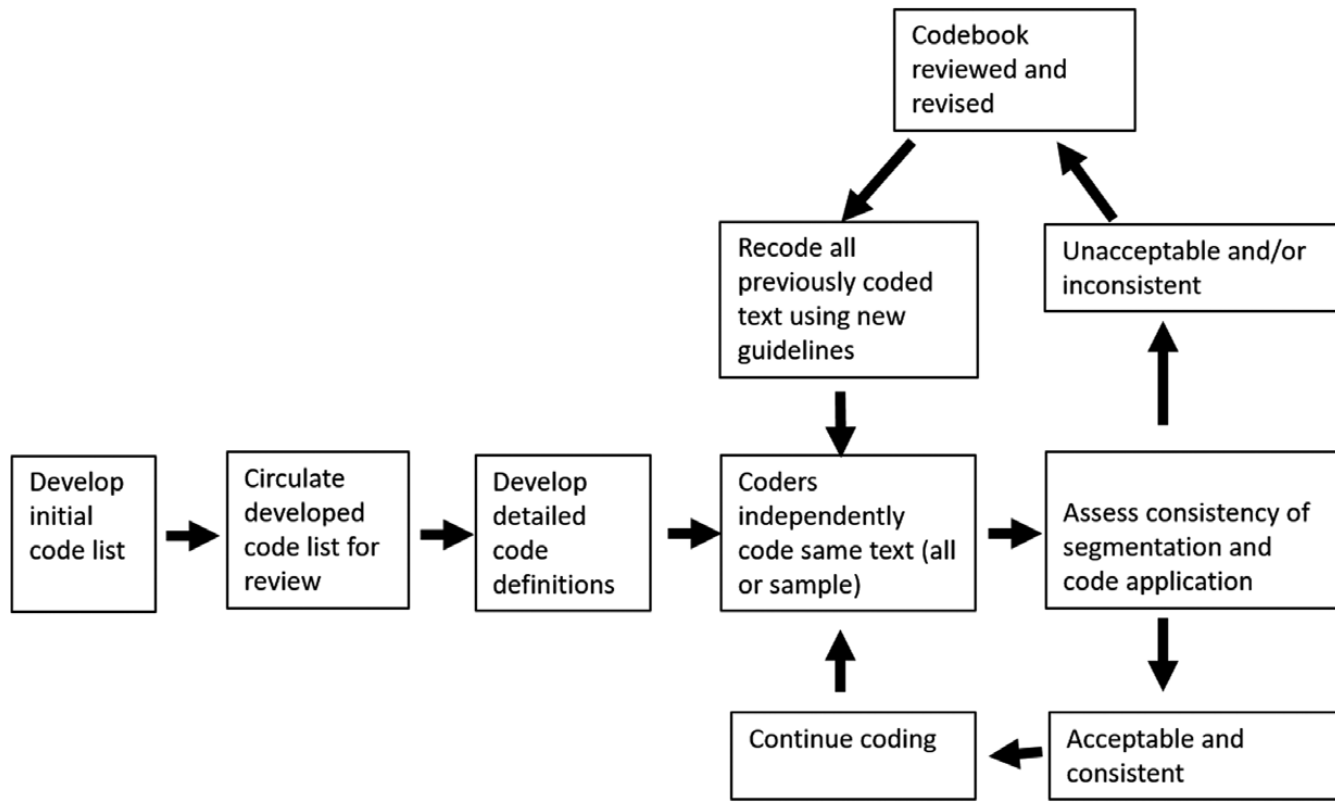 Codebook
reviewed and
revised
Recode all
previously coded
text using new
guidelines
Unacceptable and/or
inconsistent
Develop
initial
code list
Circulate
developed
code list for
review
Develop
detailed
code
definitions
Coders
independently
code same text (all
or sample)
Assess consistency of
segmentation and
code application
Continue coding
Acceptable and
consistent